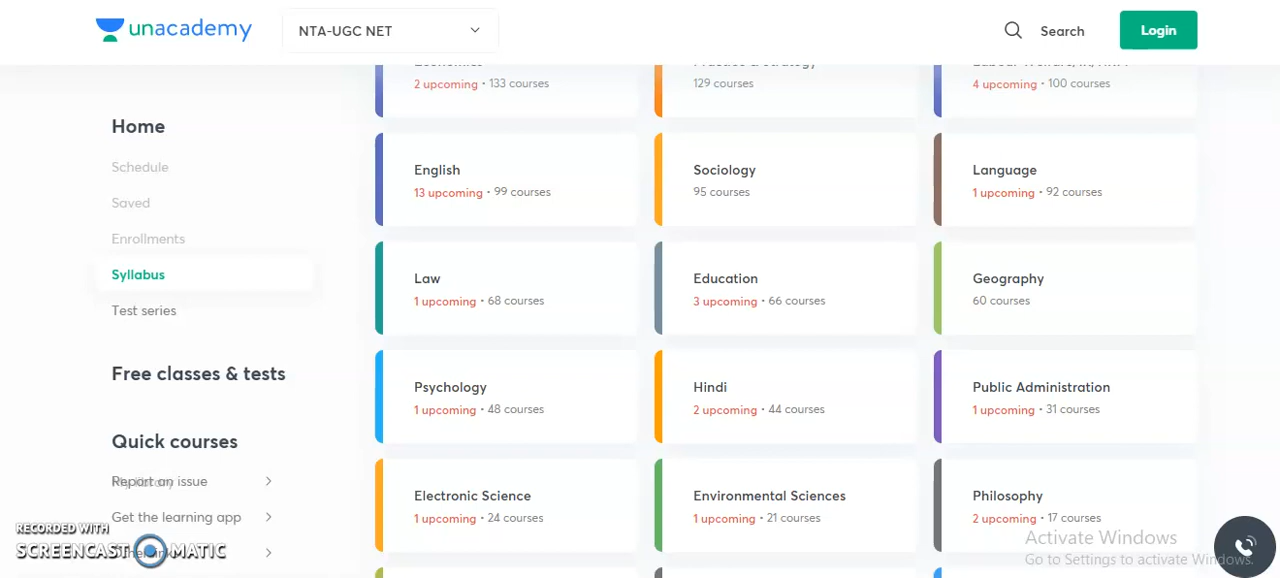 unacademy
NTA-UGC NET
Search
Login
Home
Schedule
Saved
Enrollments
Syllabus
Test series
Free classes & tests
Quick courses
Report an issue
Get the learning app
2 upcoming • 133 courses
129 courses
4 upcoming • 100 courses
English
13 upcoming • 99 courses
Sociology
95 courses
Language
1 upcoming • 92 courses
Law
1 upcoming • 68 courses
Education
3 upcoming • 66 courses
Geography
60 courses
Psychology
1 upcoming • 48 courses
Hindi
2 upcoming • 44 courses
Public Administration
1 upcoming • 31 courses
Electronic Science
1 upcoming • 24 courses
Environmental Sciences
1 upcoming • 21 courses
Philosophy
2 upcoming • 17 courses
Activate Windows
Go to Settings to activate Windows.
RECORDED WITH
SCREENCAST MATIC